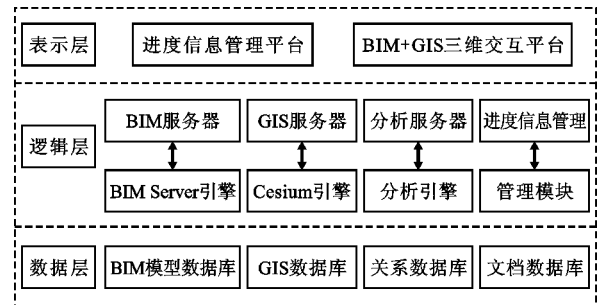 表示层 进度信息管理平台 BIM+GIS三维交互平台
BIM服务器 GIS服务器 分析服务器 进度信息管理
逻辑层
BIM Server引擎 Cesium引擎 分析引擎 管理模块
数据层 BIM模型数据库 GIS数据库 关系数据库 文档数据库